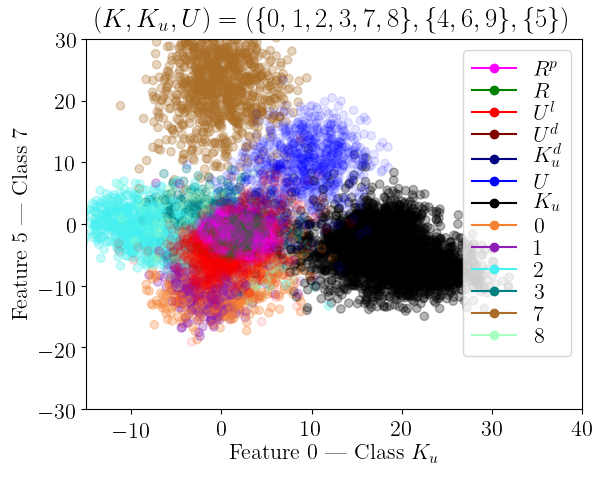 (K, K_u, U) = ({0, 1, 2, 3, 7, 8}, {4, 6, 9}, {5})
30
20
10
0
−10
−20
−30
Feature 5 — Class 7
−10
0
10
20
30
40
Feature 0 — Class K_u
R^p
R
U^l
U^d
K_u^d
U
K_u
0
1
2
3
7
8